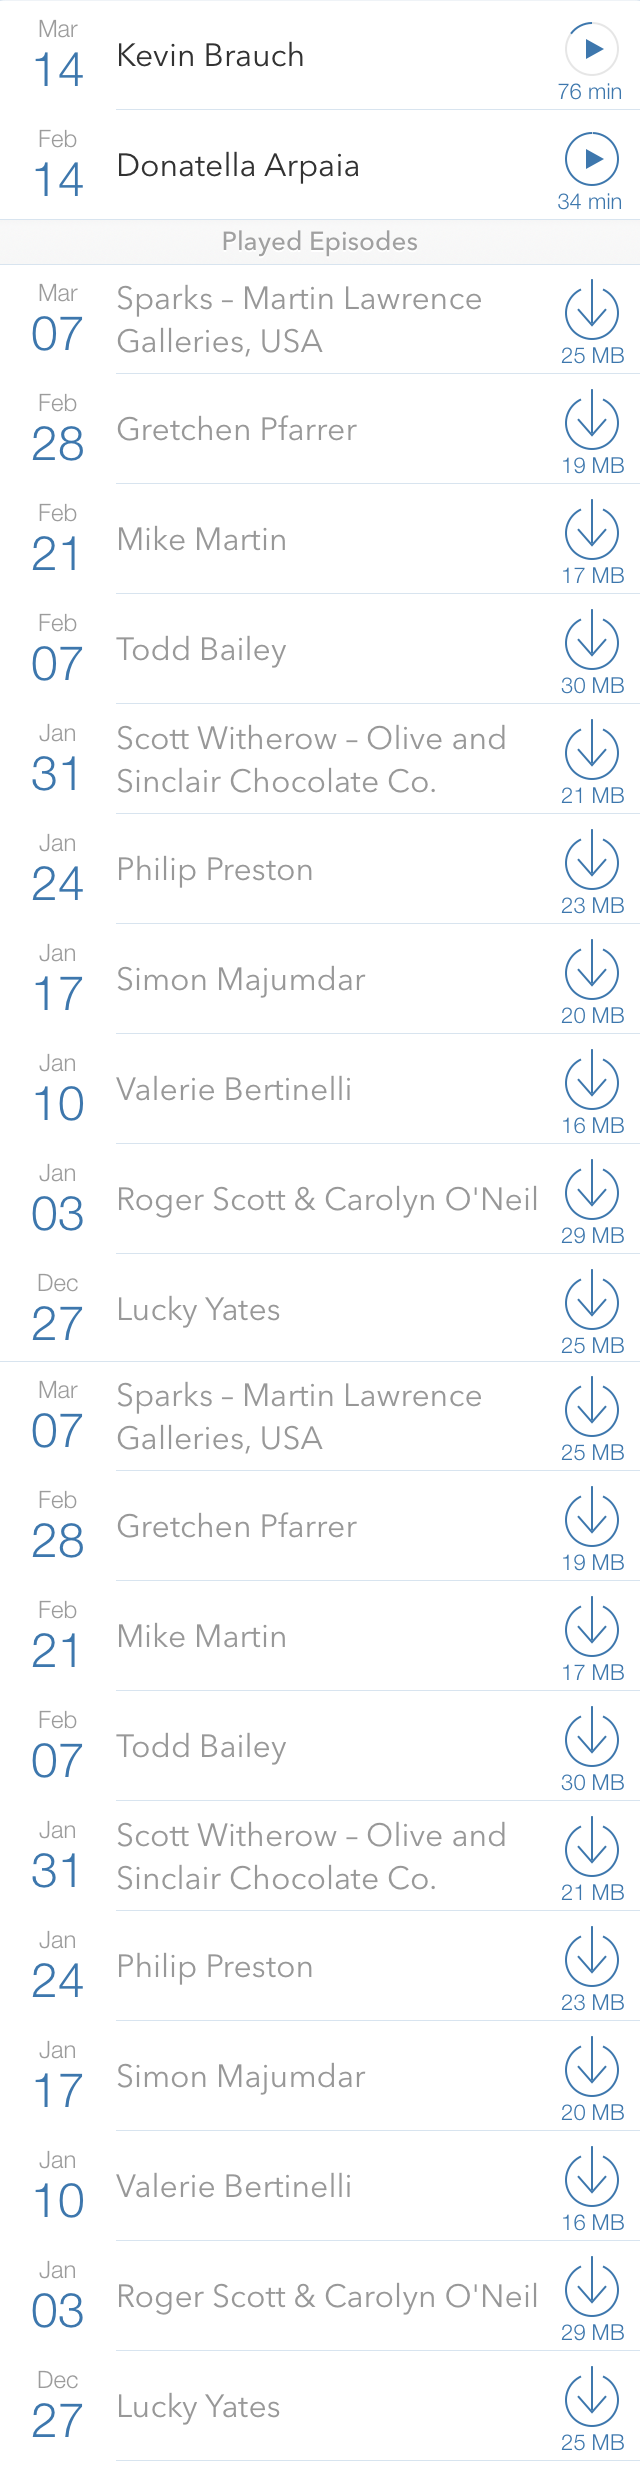 Mar
14
Kevin Brauch
76 min
Feb
14
Donatella Arpaia
34 min
Played Episodes
Mar
07
Sparks – Martin Lawrence
Galleries, USA
25 MB
Feb
28
Gretchen Pfarrer
19 MB
Feb
21
Mike Martin
17 MB
Feb
07
Todd Bailey
30 MB
Jan
31
Scott Witherow – Olive and
Sinclair Chocolate Co.
21 MB
Jan
24
Philip Preston
23 MB
Jan
17
Simon Majumdar
20 MB
Jan
10
Valerie Bertinelli
16 MB
Jan
03
Roger Scott & Carolyn O'Neil
29 MB
Dec
27
Lucky Yates
25 MB
Mar
07
Sparks – Martin Lawrence
Galleries, USA
25 MB
Feb
28
Gretchen Pfarrer
19 MB
Feb
21
Mike Martin
17 MB
Feb
07
Todd Bailey
30 MB
Jan
31
Scott Witherow – Olive and
Sinclair Chocolate Co.
21 MB
Jan
24
Philip Preston
23 MB
Jan
17
Simon Majumdar
20 MB
Jan
10
Valerie Bertinelli
16 MB
Jan
03
Roger Scott & Carolyn O'Neil
29 MB
Dec
27
Lucky Yates
25 MB